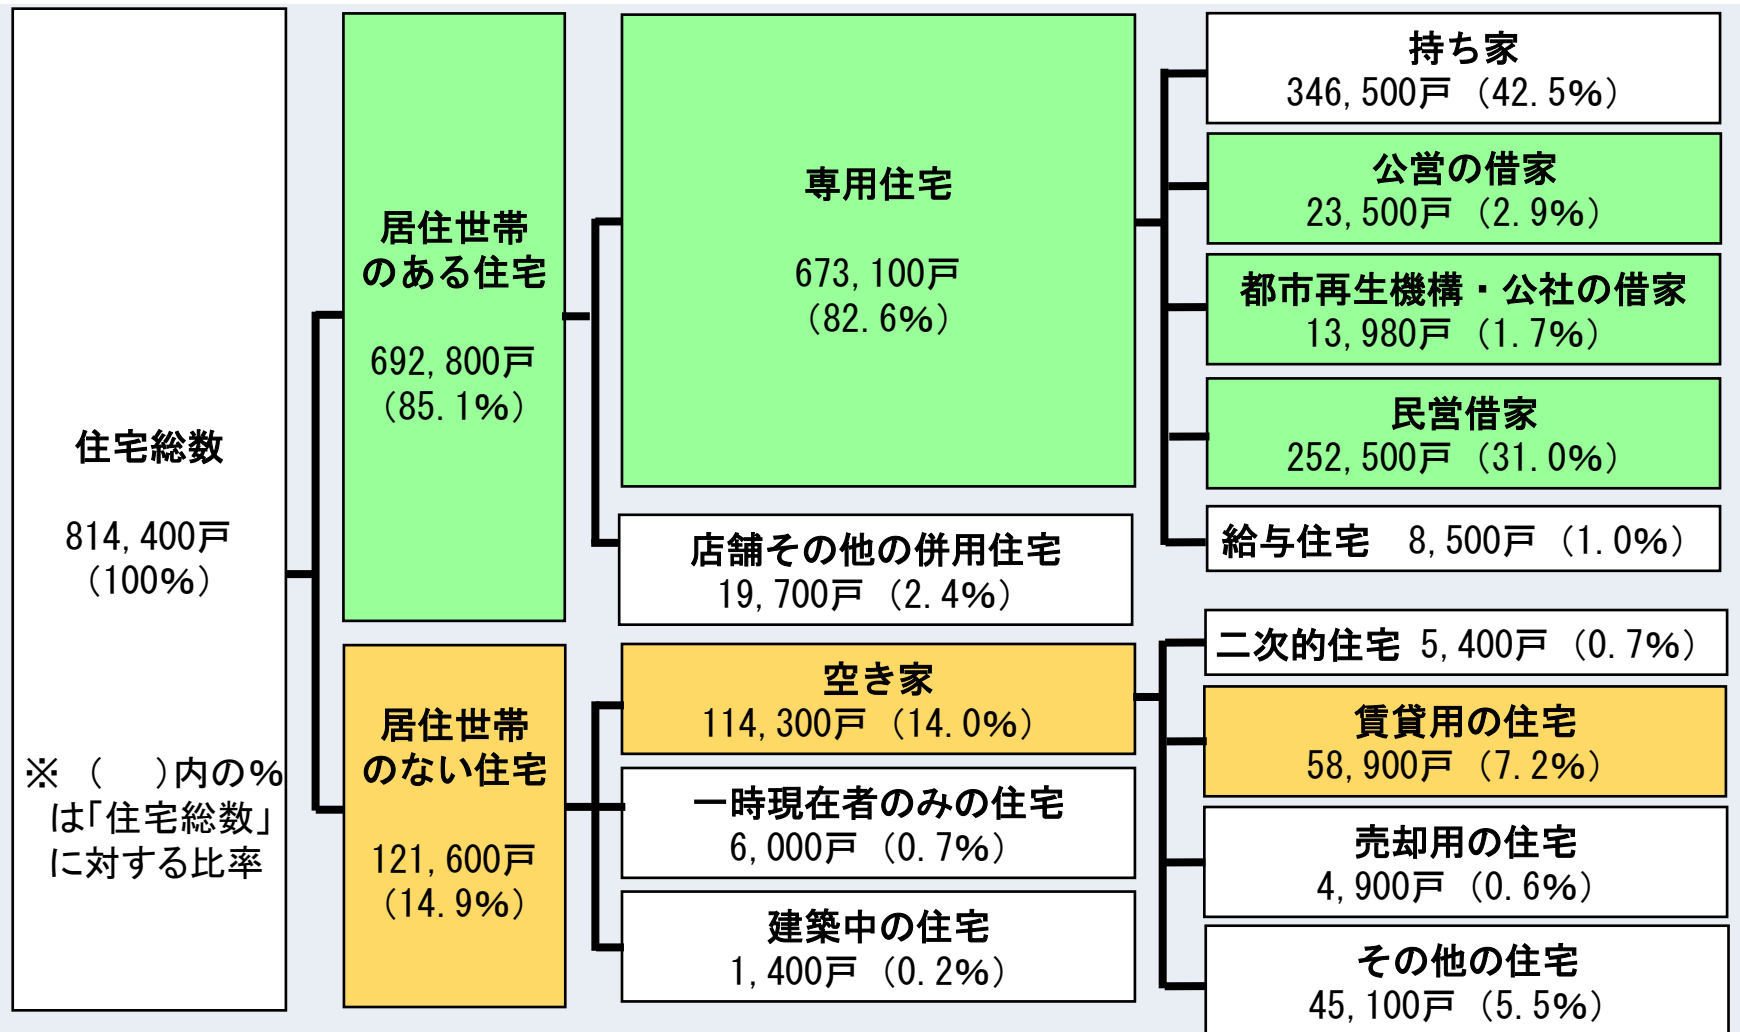 住宅総数
814,400戸
(100%)
※ (　)内の%
は「住宅総数」
に対する比率
居住世帯
のある住宅
692,800戸
(85.1%)
専用住宅
673,100戸
(82.6%)
持ち家
346,500戸 (42.5%)
公営の借家
23,500戸 (2.9%)
都市再生機構・公社の借家
13,980戸 (1.7%)
民営借家
252,500戸 (31.0%)
給与住宅 8,500戸 (1.0%)
店舗その他の併用住宅
19,700戸 (2.4%)
居住世帯
のない住宅
121,600戸
(14.9%)
空き家
114,300戸 (14.0%)
二次的住宅 5,400戸 (0.7%)
賃貸用の住宅
58,900戸 (7.2%)
売却用の住宅
4,900戸 (0.6%)
その他の住宅
45,100戸 (5.5%)
一時現在者のみの住宅
6,000戸 (0.7%)
建築中の住宅
1,400戸 (0.2%)